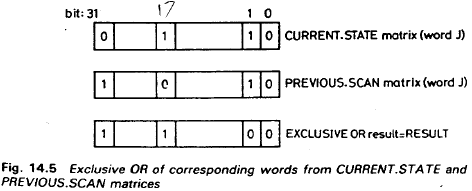 bit: 31 17 1 0
0 1 1 0 CURRENT.STATE matrix (word J)
1 0 1 0 PREVIOUS.SCAN matrix (word J)
1 1 0 0 EXCLUSIVE OR result=RESULT
Fig. 14.5 Exclusive OR of corresponding words from CURRENT.STATE and
PREVIOUS.SCAN matrices